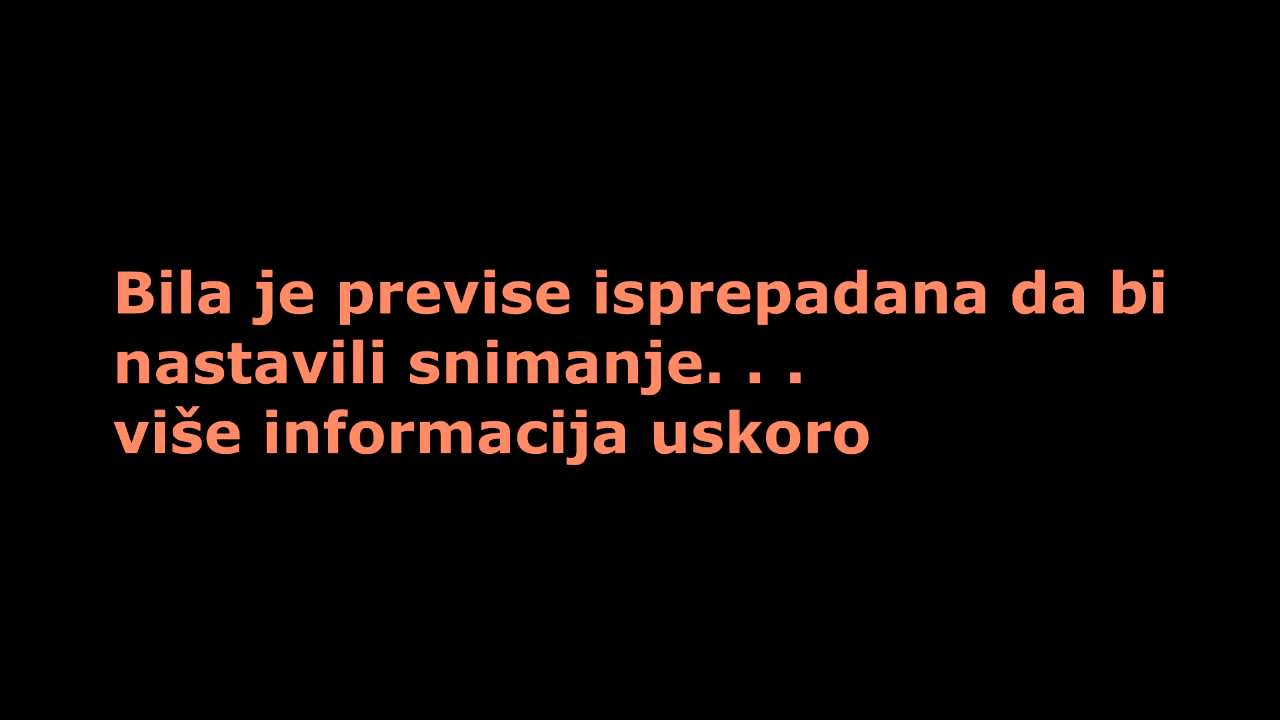 Bila je previse isprepadana da bi
nastavili snimanje. . .
više informacija uskoro